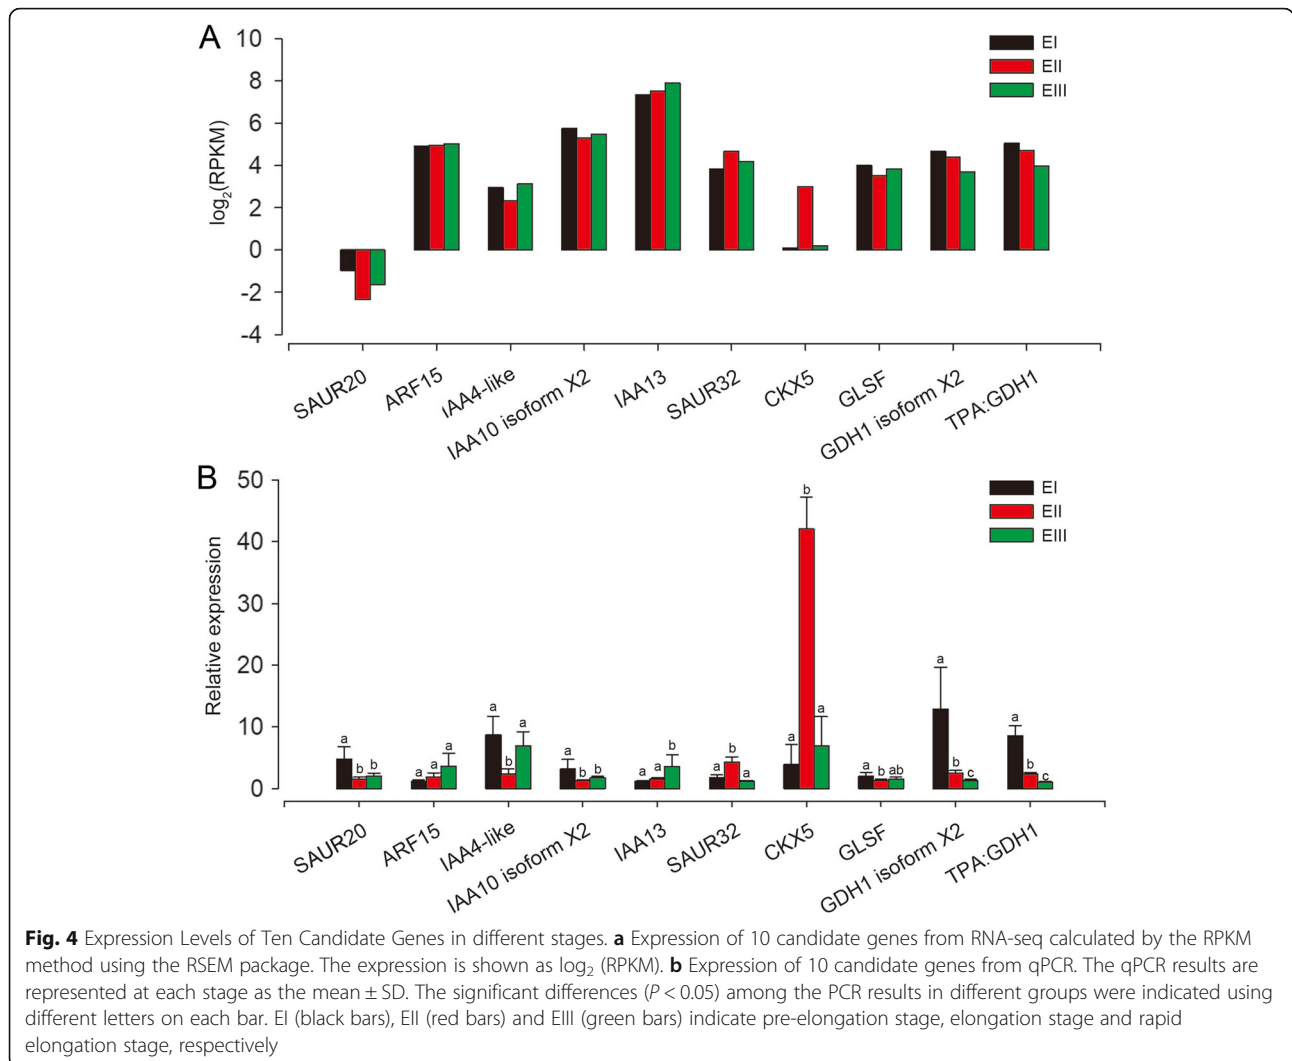 A
log2(RPKM)
10
8
6
4
2
0
-2
-4
EI
EII
EIII
SAUR20
ARF15
IAA4-like
IAA10 isoform X2
IAA13
SAUR32
CKX5
GLSF
GDH1 isoform X2
TPA:GDH1
B
Relative expression
50
40
30
20
10
0
EI
EII
EIII
a b b
a a a
a b a
a b b
a a b
a b a
a b a
a b ab
a b c
a b c
SAUR20
ARF15
IAA4-like
IAA10 isoform X2
IAA13
SAUR32
CKX5
GLSF
GDH1 isoform X2
TPA:GDH1
Fig. 4 Expression Levels of Ten Candidate Genes in different stages. a Expression of 10 candidate genes from RNA-seq calculated by the RPKM
method using the RSEM package. The expression is shown as log2 (RPKM). b Expression of 10 candidate genes from qPCR. The qPCR results are
represented at each stage as the mean ± SD. The significant differences (P < 0.05) among the PCR results in different groups were indicated using
different letters on each bar. EI (black bars), EII (red bars) and EIII (green bars) indicate pre-elongation stage, elongation stage and rapid
elongation stage, respectively